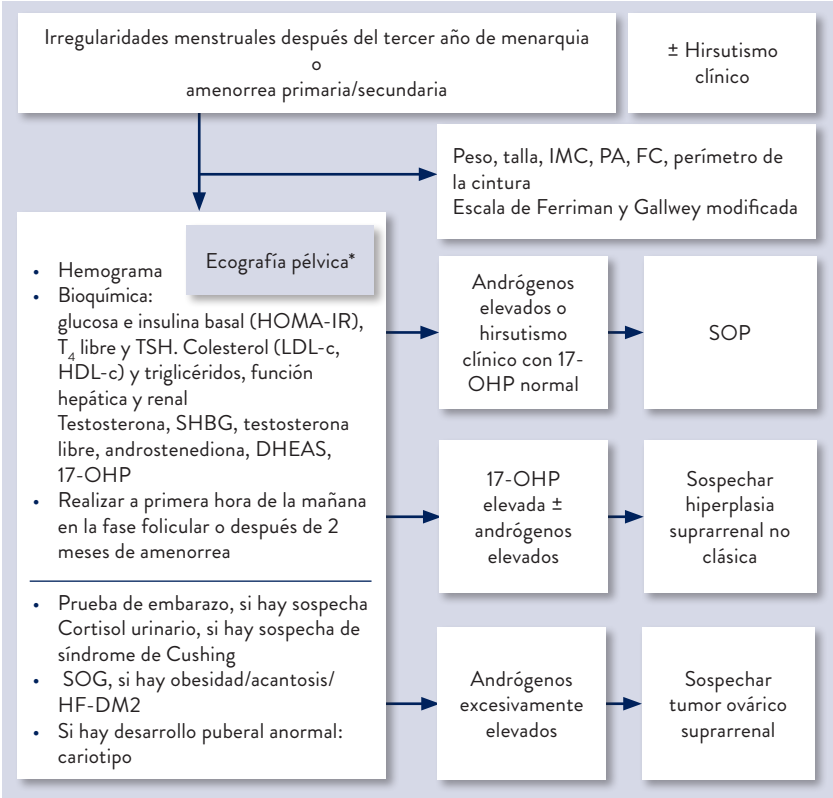 Irregularidades menstruales después del tercer año de menarquia
o
amenorrea primaria/secundaria
± Hirsutismo
clínico
Peso, talla, IMC, PA, FC, perímetro de
la cintura
Escala de Ferriman y Gallwey modificada
Ecografía pélvica*
• Hemograma
• Bioquímica:
glucosa e insulina basal (HOMA-IR),
T4 libre y TSH. Colesterol (LDL-c,
HDL-c) y triglicéridos, función
hepática y renal
Testosterona, SHBG, testosterona
libre, androstenediona, DHEAS,
17-OHP
• Realizar a primera hora de la mañana
en la fase folicular o después de 2
meses de amenorrea
• Prueba de embarazo, si hay sospecha
Cortisol urinario, si hay sospecha de
síndrome de Cushing
• SOG, si hay obesidad/acantosis/
HF-DM2
• Si hay desarrollo puberal anormal:
cariotipo
Andrógenos
elevados o
hirsutismo
clínico con 17-
OHP normal
SOP
17-OHP
elevada ±
andrógenos
elevados
Sospechar
hiperplasia
suprarrenal no
clásica
Andrógenos
excesivamente
elevados
Sospechar
tumor ovárico
suprarrenal